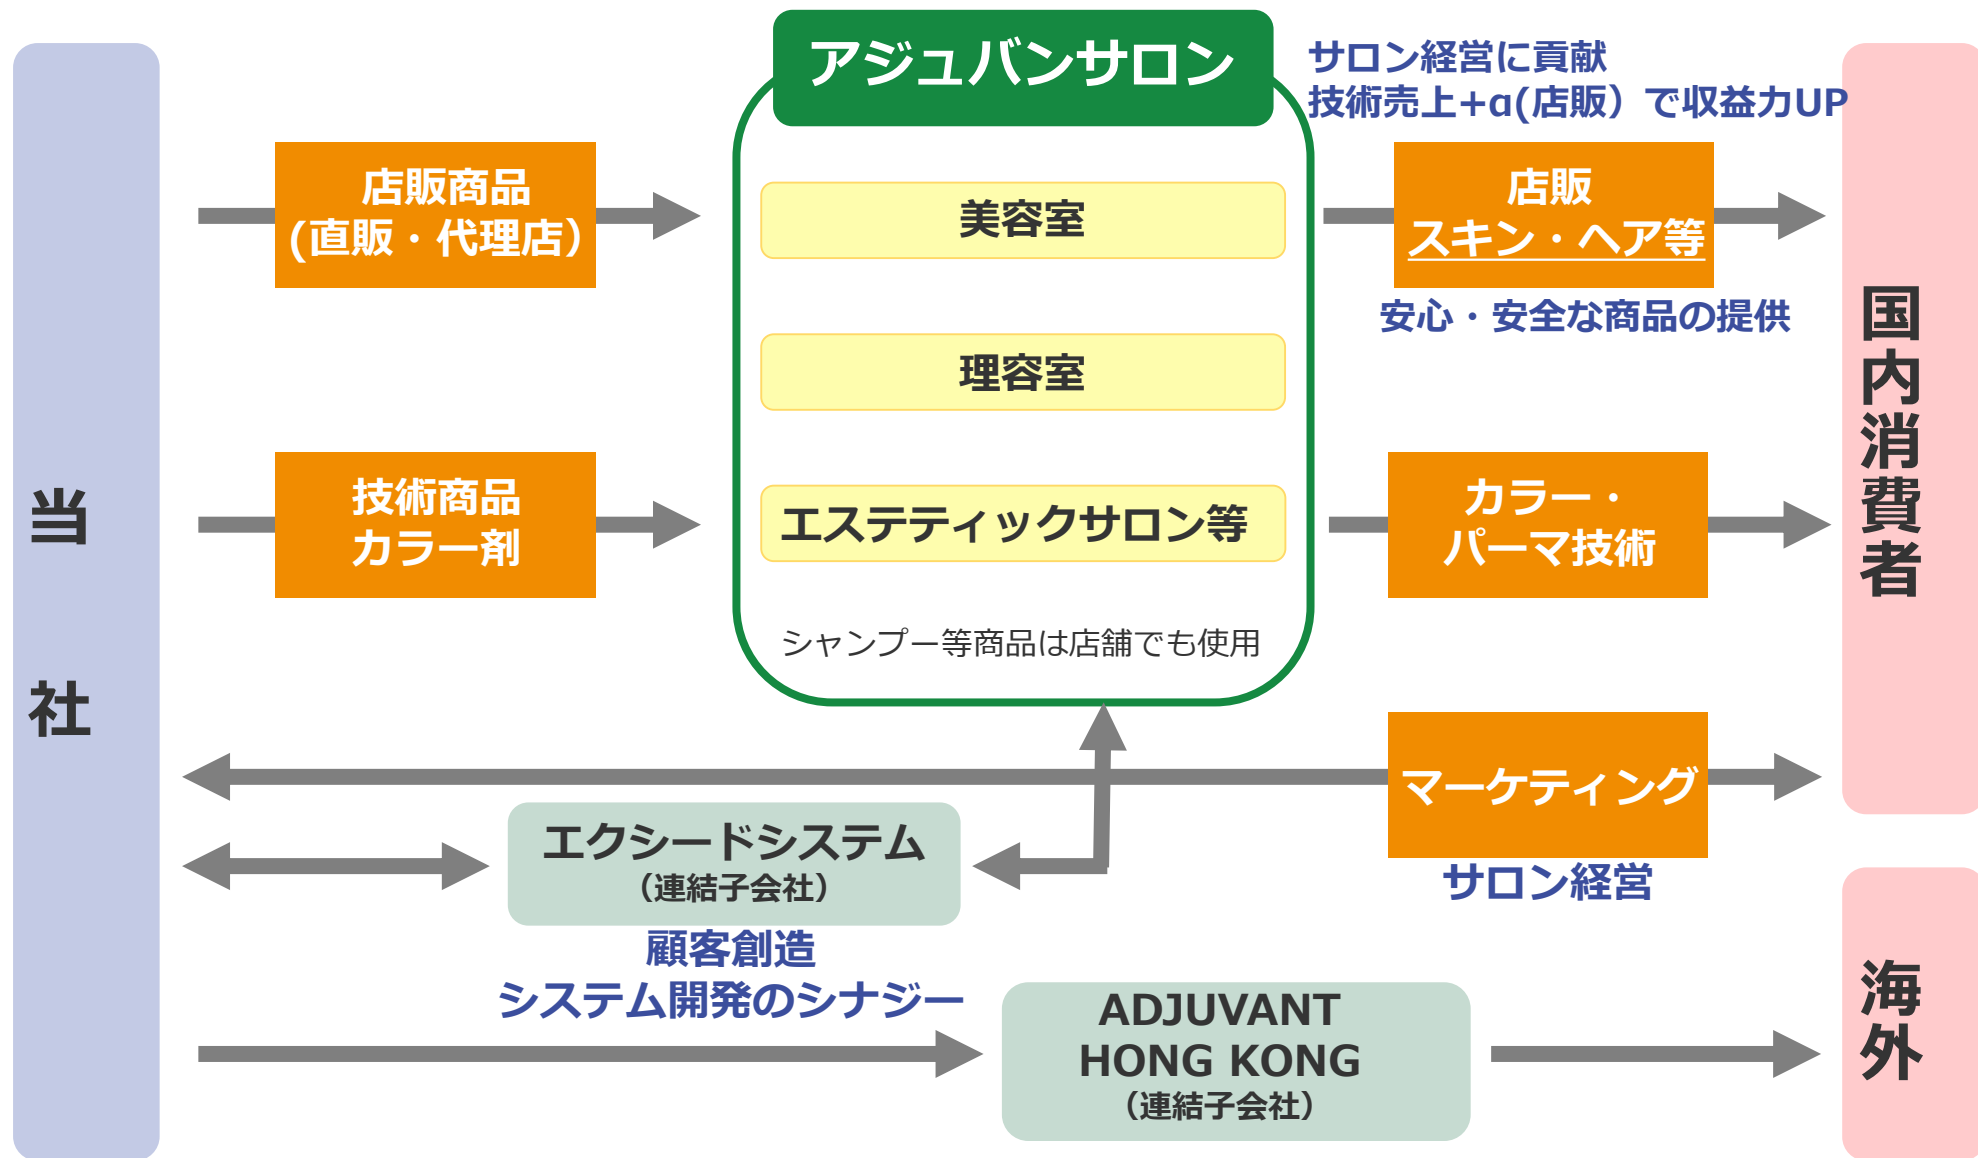 当
社
店販商品
(直販・代理店）
技術商品
カラー剤
アジュバンサロン
美容室
理容室
エステティックサロン等
シャンプー等商品は店舗でも使用
サロン経営に貢献
技術売上+α(店販）で収益力UP
店販
スキン・ヘア等
安心・安全な商品の提供
カラー・
パーマ技術
マーケティング
サロン経営
国内消費者
エクシードシステム
（連結子会社）
顧客創造
システム開発のシナジー
ADJUVANT
HONG KONG
（連結子会社）
海外